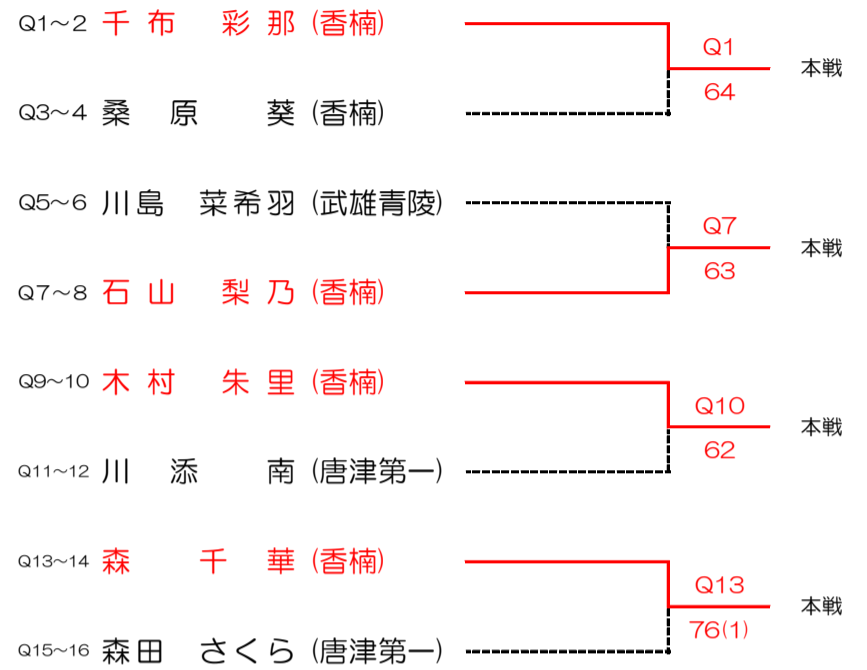 Q1～2 千布 彩那 (香楠)
Q1
64
本戦
Q3～4 桑原 葵 (香楠)
Q5～6 川島 菜希羽 (武雄青陵)
Q7
63
本戦
Q7～8 石山 梨乃 (香楠)
Q9～10 木村 朱里 (香楠)
Q10
62
本戦
Q11～12 川添 南 (唐津第一)
Q13～14 森 千華 (香楠)
Q13
76(1)
本戦
Q15～16 森田 さくら (唐津第一)